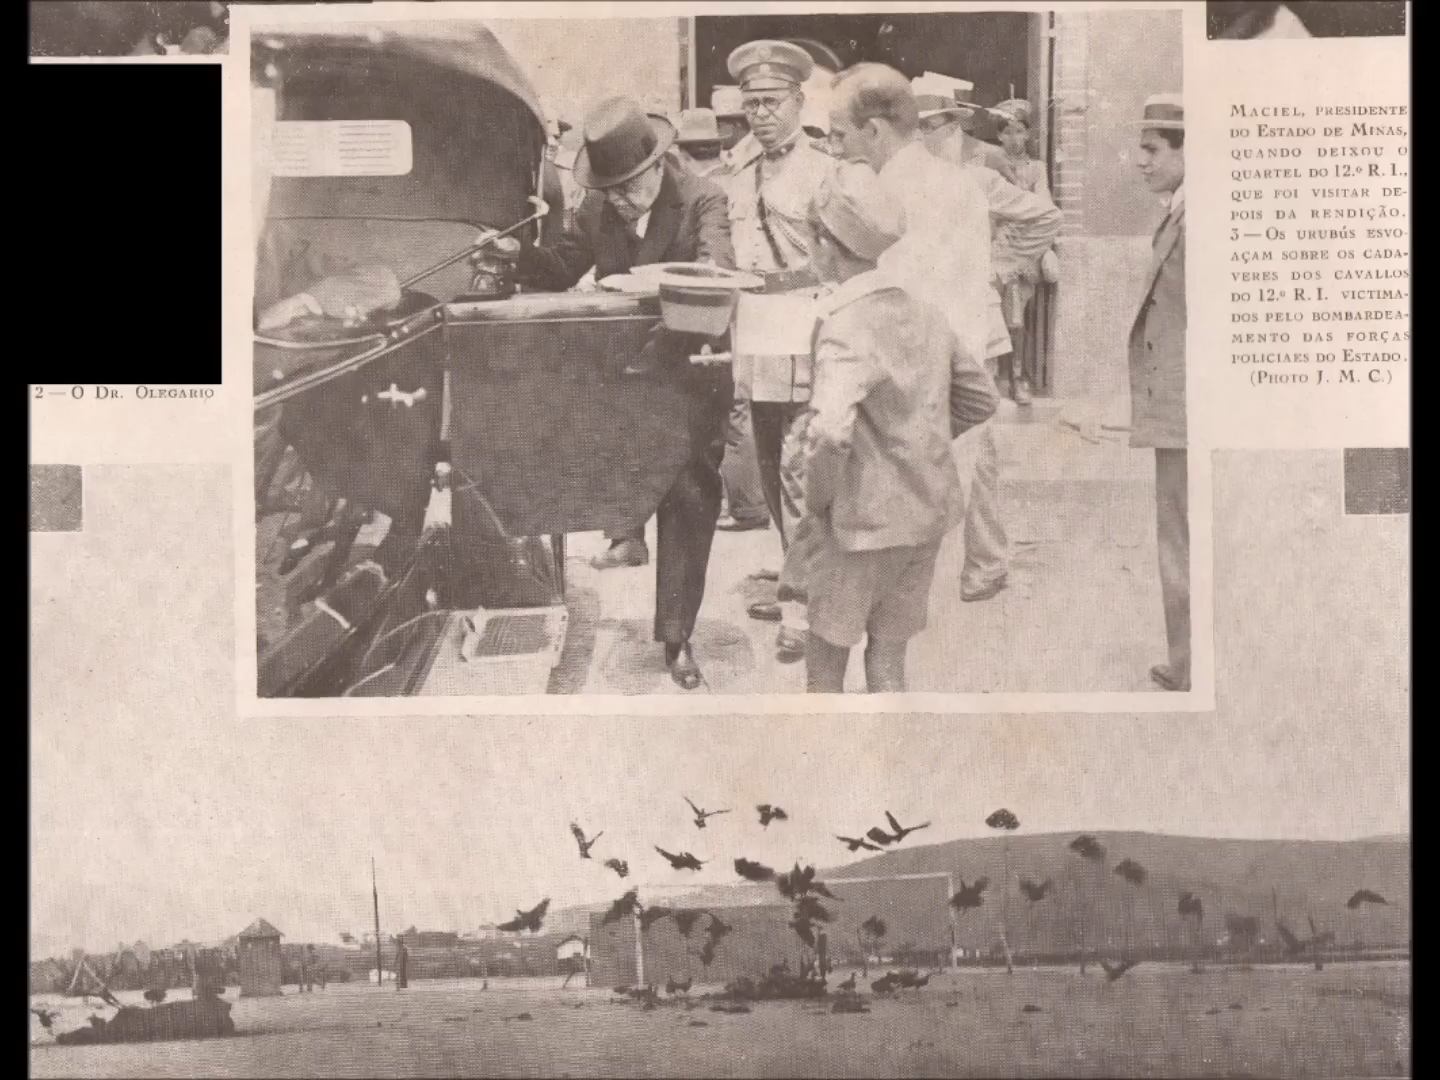 2 — O Dr. Olegario
Maciel, presidente
do Estado de Minas,
quando deixou o
quartel do 12.º R. I.,
que foi visitar de-
pois da rendição.
3 — Os urubús esvo-
açam sobre os cada-
veres dos cavallos
do 12.º R. I. victima-
dos pelo bombardea-
mento das forças
policiaes do Estado.
(Photo J. M. C.)